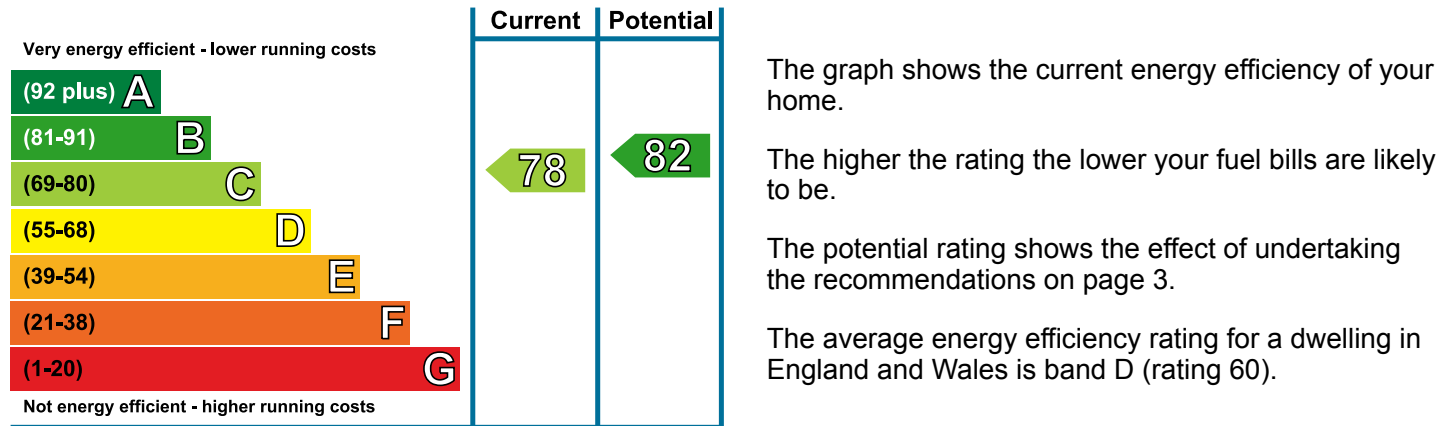 Current Potential
Very energy efficient - lower running costs
(92 plus) A
(81-91) B
(69-80) C
(55-68) D
(39-54) E
(21-38) F
(1-20) G
Not energy efficient - higher running costs
78
82
The graph shows the current energy efficiency of your
home.
The higher the rating the lower your fuel bills are likely
to be.
The potential rating shows the effect of undertaking
the recommendations on page 3.
The average energy efficiency rating for a dwelling in
England and Wales is band D (rating 60).